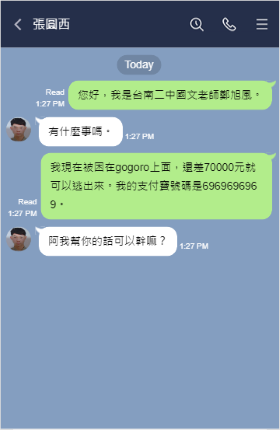 張圓西
Today
Read
1:27 PM
您好，我是台南二中國文老師鄭旭風。
有什麼事嗎。
1:27 PM
我現在被困在gogoro上面，還差70000元就
可以逃出來，我的支付寶號碼是696969696
9。
Read
1:27 PM
阿我幫你的話可以幹嘛？
1:27 PM